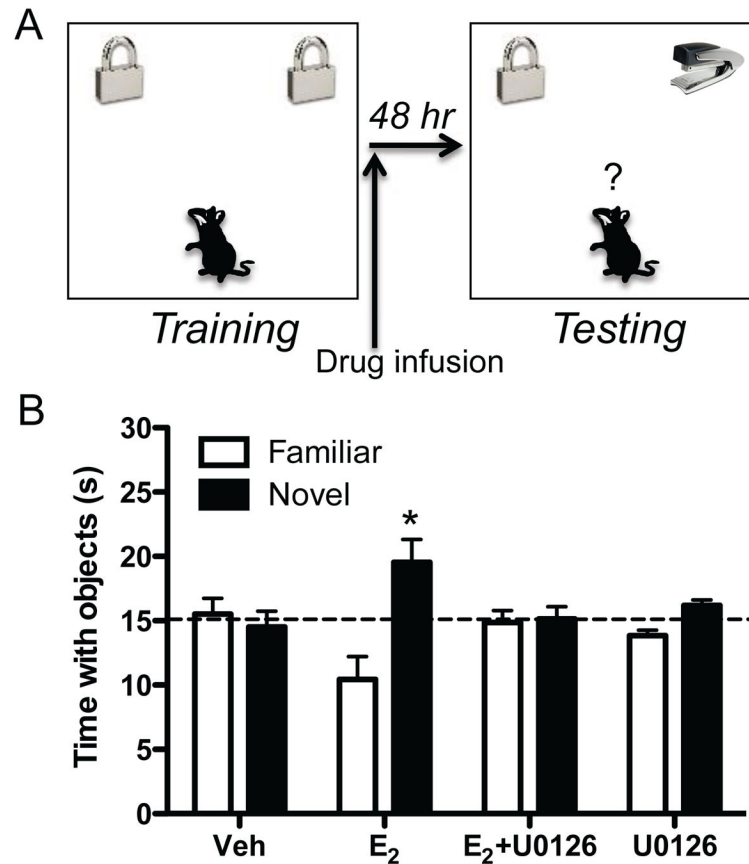 A
48 hr
?
Training
Testing
Drug infusion
B
30
25
20
15
10
5
0
Time with objects (s)
Familiar
Novel
*
Veh
E₂
E₂+U0126
U0126